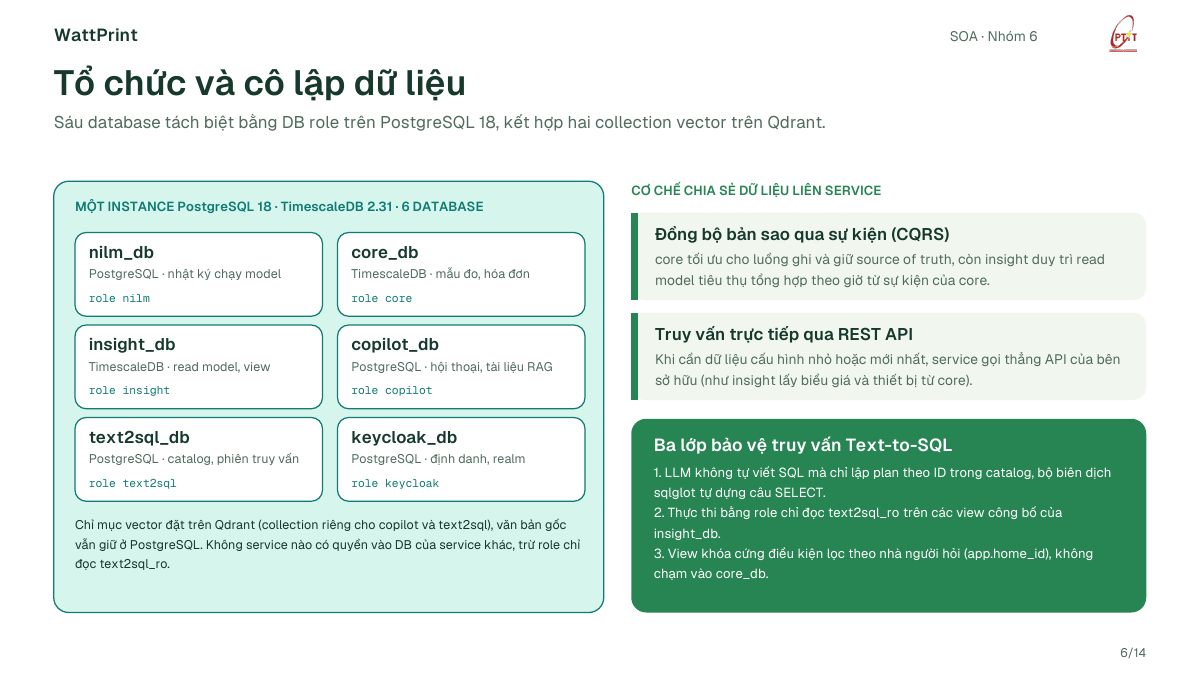 WattPrint
SOA · Nhóm 6
PTIT
Tổ chức và cô lập dữ liệu
Sáu database tách biệt bằng DB role trên PostgreSQL 18, kết hợp hai collection vector trên Qdrant.
MỘT INSTANCE PostgreSQL 18 · TimescaleDB 2.31 · 6 DATABASE
nilm_db
PostgreSQL · nhật ký chạy model
role nilm
core_db
TimescaleDB · mẫu đo, hóa đơn
role core
insight_db
TimescaleDB · read model, view
role insight
copilot_db
PostgreSQL · hội thoại, tài liệu RAG
role copilot
text2sql_db
PostgreSQL · catalog, phiên truy vấn
role text2sql
keycloak_db
PostgreSQL · định danh, realm
role keycloak
Chỉ mục vector đặt trên Qdrant (collection riêng cho copilot và text2sql), văn bản gốc
vẫn giữ ở PostgreSQL. Không service nào có quyền vào DB của service khác, trừ role chỉ
đọc text2sql_ro.
CƠ CHẾ CHIA SẺ DỮ LIỆU LIÊN SERVICE
Đồng bộ bản sao qua sự kiện (CQRS)
core tối ưu cho luồng ghi và giữ source of truth, còn insight duy trì read
model tiêu thụ tổng hợp theo giờ từ sự kiện của core.
Truy vấn trực tiếp qua REST API
Khi cần dữ liệu cấu hình nhỏ hoặc mới nhất, service gọi thẳng API của bên
sở hữu (như insight lấy biểu giá và thiết bị từ core).
Ba lớp bảo vệ truy vấn Text-to-SQL
1. LLM không tự viết SQL mà chỉ lập plan theo ID trong catalog, bộ biên dịch
sqlglot tự dựng câu SELECT.
2. Thực thi bằng role chỉ đọc text2sql_ro trên các view công bố của
insight_db.
3. View khóa cứng điều kiện lọc theo nhà người hỏi (app.home_id), không
chạm vào core_db.
6/14